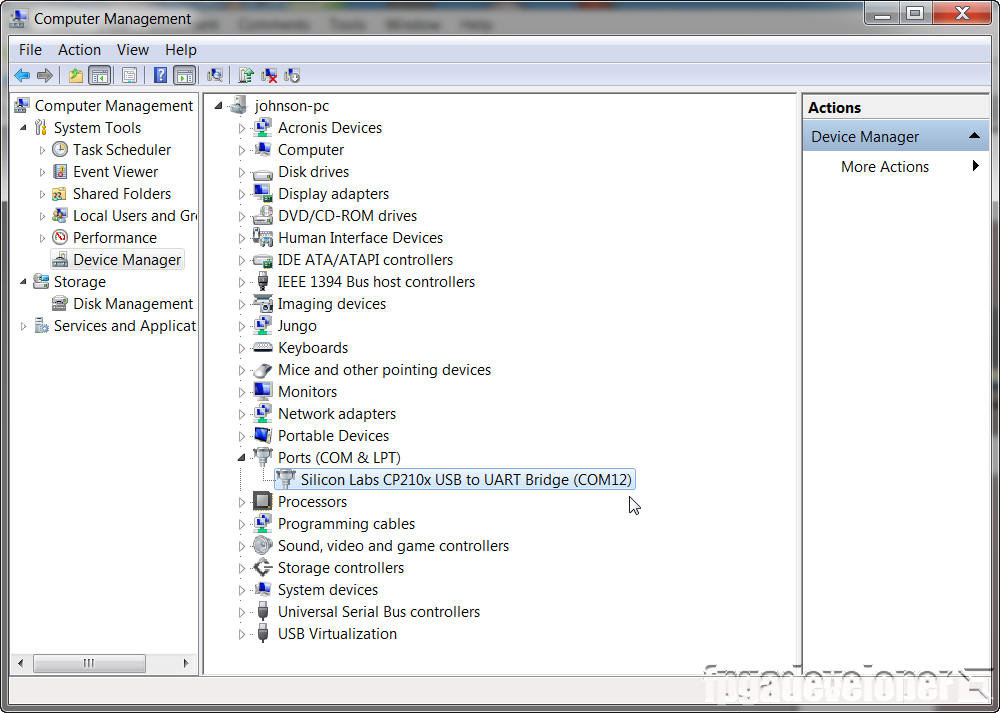 Computer Management
Comments Tools Window Help
File Action View Help
Computer Management
System Tools
Task Scheduler
Event Viewer
Shared Folders
Local Users and Gr
Performance
Device Manager
Storage
Disk Management
Services and Applicat
johnson-pc
Acronis Devices
Computer
Disk drives
Display adapters
DVD/CD-ROM drives
Human Interface Devices
IDE ATA/ATAPI controllers
IEEE 1394 Bus host controllers
Imaging devices
Jungo
Keyboards
Mice and other pointing devices
Monitors
Network adapters
Portable Devices
Ports (COM & LPT)
Silicon Labs CP210x USB to UART Bridge (COM12)
Processors
Programming cables
Sound, video and game controllers
Storage controllers
System devices
Universal Serial Bus controllers
USB Virtualization
Actions
Device Manager
More Actions
fpgadeveloper